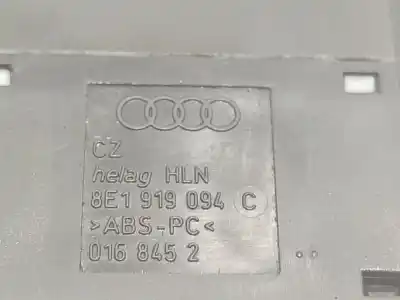 CZ
helag HLN
8E1 919 094 C
>ABS-PC<
016 845 2